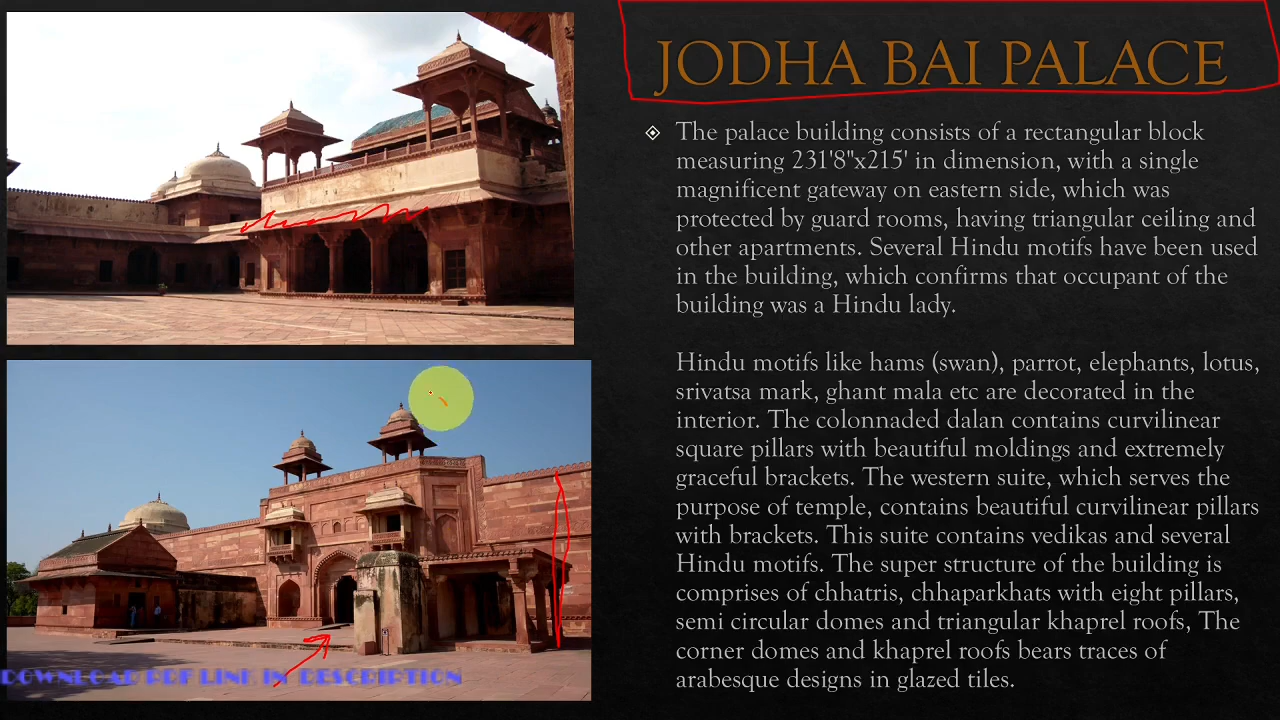 JODHA BAI PALACE
The palace building consists of a rectangular block
measuring 231'8"x215' in dimension, with a single
magnificent gateway on eastern side, which was
protected by guard rooms, having triangular ceiling and
other apartments. Several Hindu motifs have been used
in the building, which confirms that occupant of the
building was a Hindu lady.
Hindu motifs like hams (swan), parrot, elephants, lotus,
srivatsa mark, ghant mala etc are decorated in the
interior. The colonnaded dalan contains curvilinear
square pillars with beautiful moldings and extremely
graceful brackets. The western suite, which serves the
purpose of temple, contains beautiful curvilinear pillars
with brackets. This suite contains vedikas and several
Hindu motifs. The super structure of the building is
comprises of chhatris, chhaparkhats with eight pillars,
semi circular domes and triangular khaprel roofs, The
corner domes and khaprel roofs bears traces of
arabesque designs in glazed tiles.
DOWNLOAD PDF LINK IN DESCRIPTION